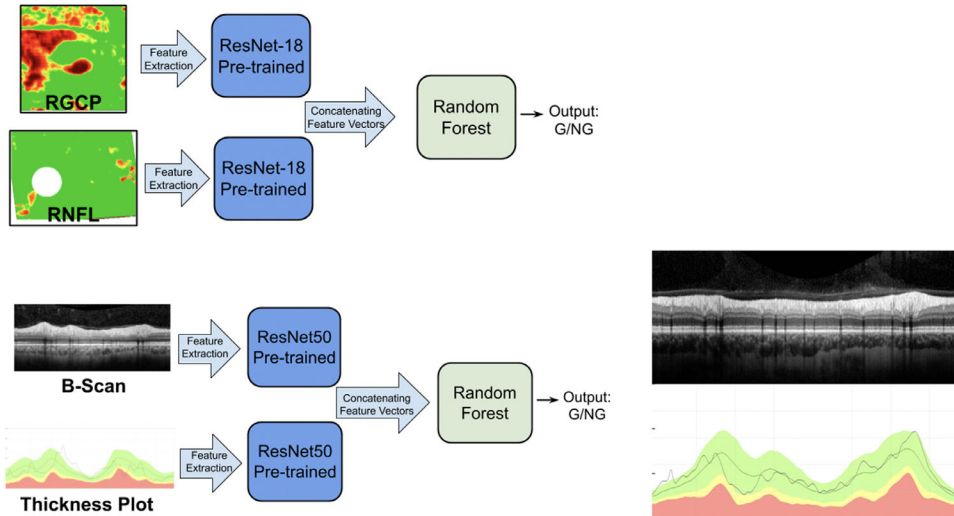 RGCP
Feature
Extraction
ResNet-18
Pre-trained
Concatenating
Feature Vectors
Random
Forest
Output:
G/NG
RNFL
Feature
Extraction
ResNet-18
Pre-trained
B-Scan
Feature
Extraction
ResNet50
Pre-trained
Concatenating
Feature Vectors
Random
Forest
Output:
G/NG
Thickness Plot
Feature
Extraction
ResNet50
Pre-trained